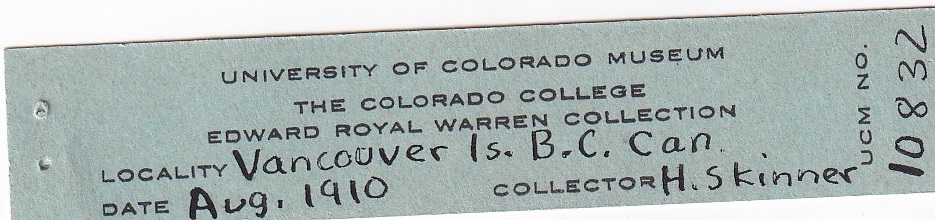 UNIVERSITY OF COLORADO MUSEUM
THE COLORADO COLLEGE
EDWARD ROYAL WARREN COLLECTION
LOCALITY Vancouver Is. B.C. Can.
DATE Aug. 1910 COLLECTOR H. Skinner
UCM NO.
10832